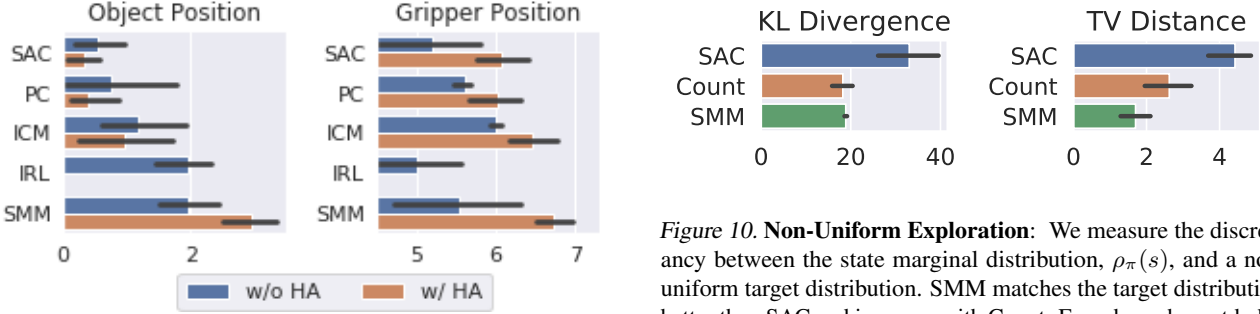 Object Position
SAC
PC
ICM
IRL
SMM
0 2
Gripper Position
SAC
PC
ICM
IRL
SMM
5 6 7
w/o HA w/ HA
KL Divergence
SAC
Count
SMM
0 20 40
TV Distance
SAC
Count
SMM
0 2 4
Figure 10. Non-Uniform Exploration: We measure the discre
ancy between the state marginal distribution, ρπ(s), and a no
uniform target distribution. SMM matches the target distributi